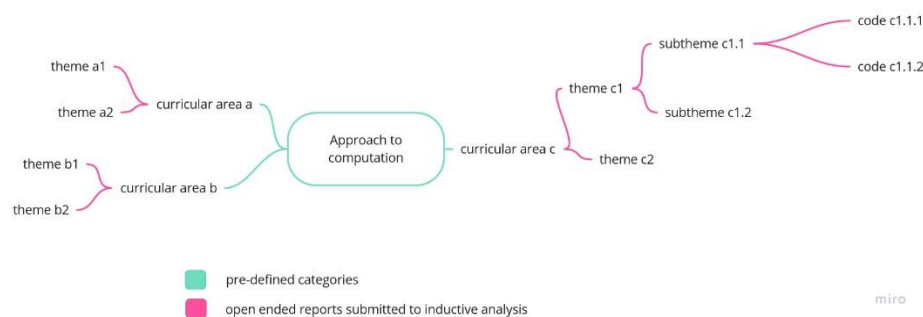 code c1.1.1
subtheme c1.1
theme a1
code c1.1.2
theme c1
curricular area a
theme a2
subtheme c1.2
Approach to
computation
curricular area c
theme c2
theme b1
curricular area b
theme b2
pre-defined categories
open ended reports submitted to inductive analysis
miro